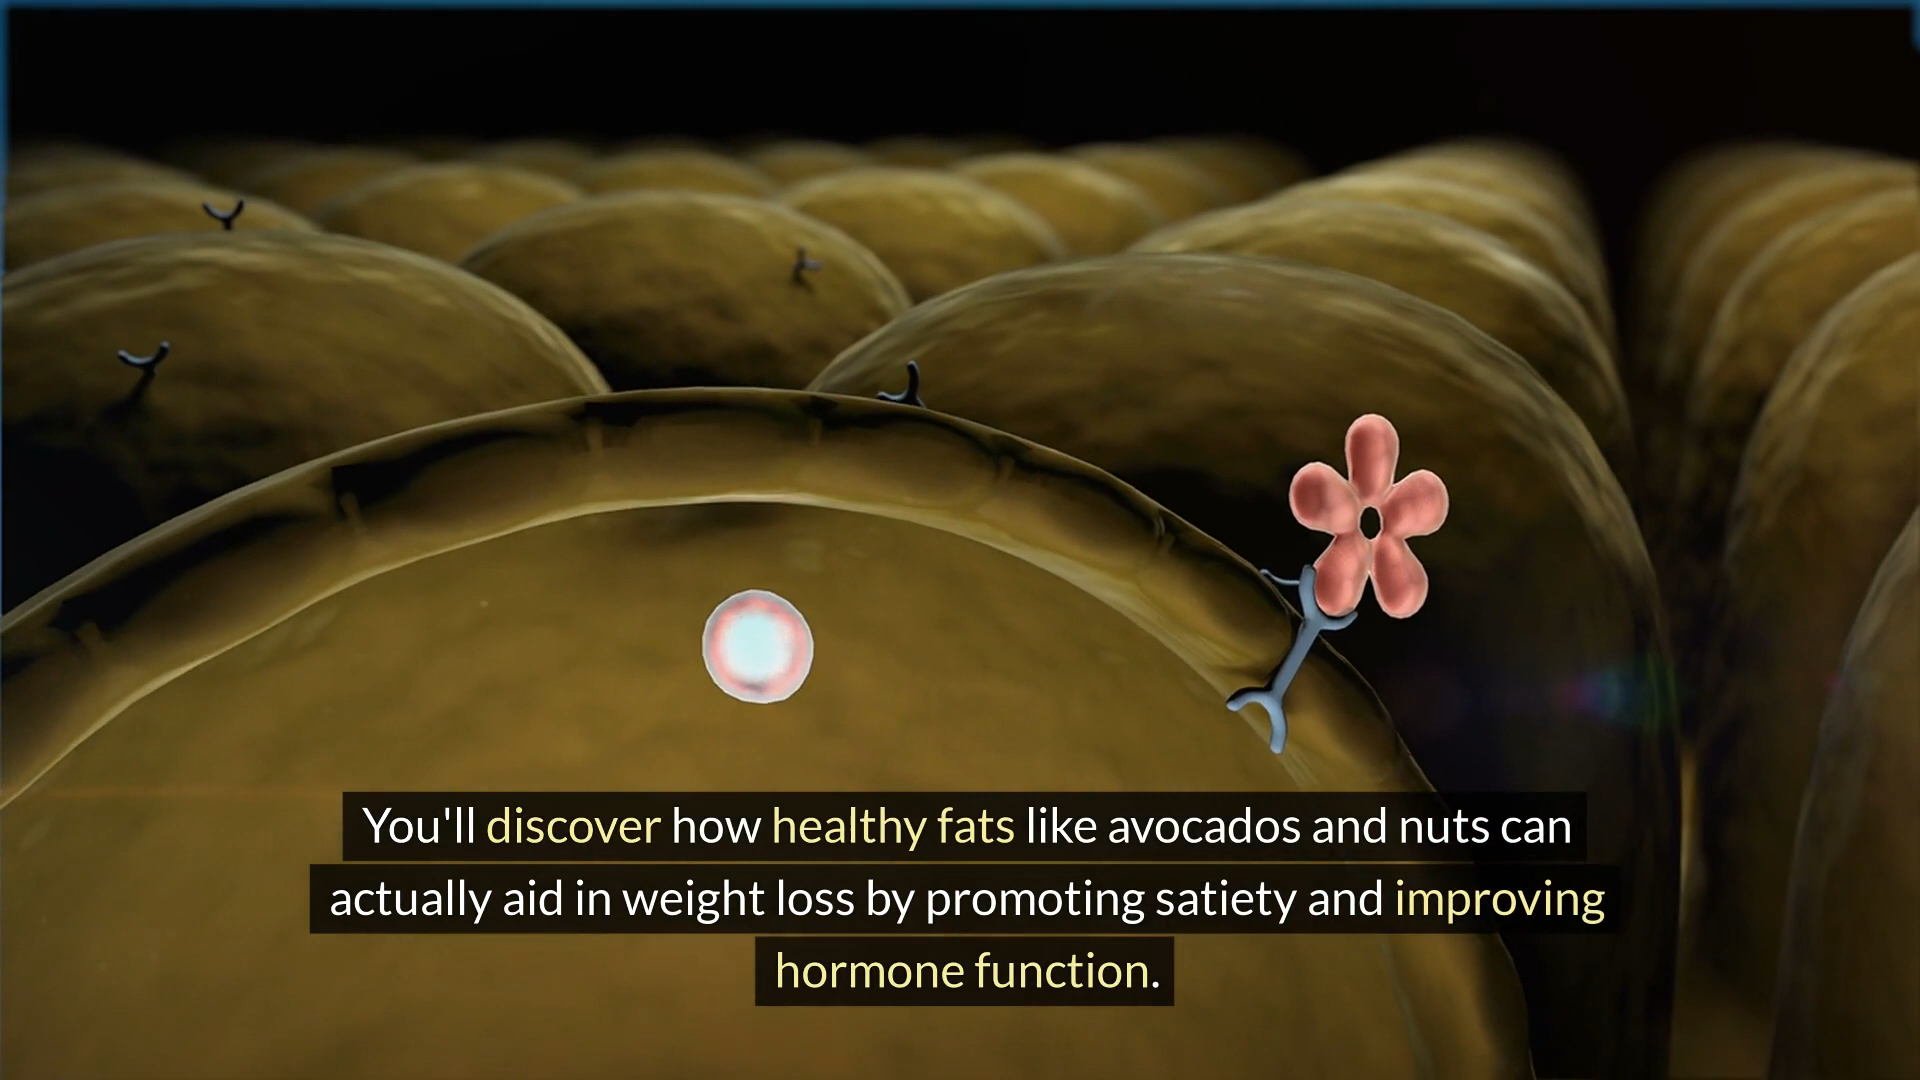 You'll discover how healthy fats like avocados and nuts can
actually aid in weight loss by promoting satiety and improving
hormone function.